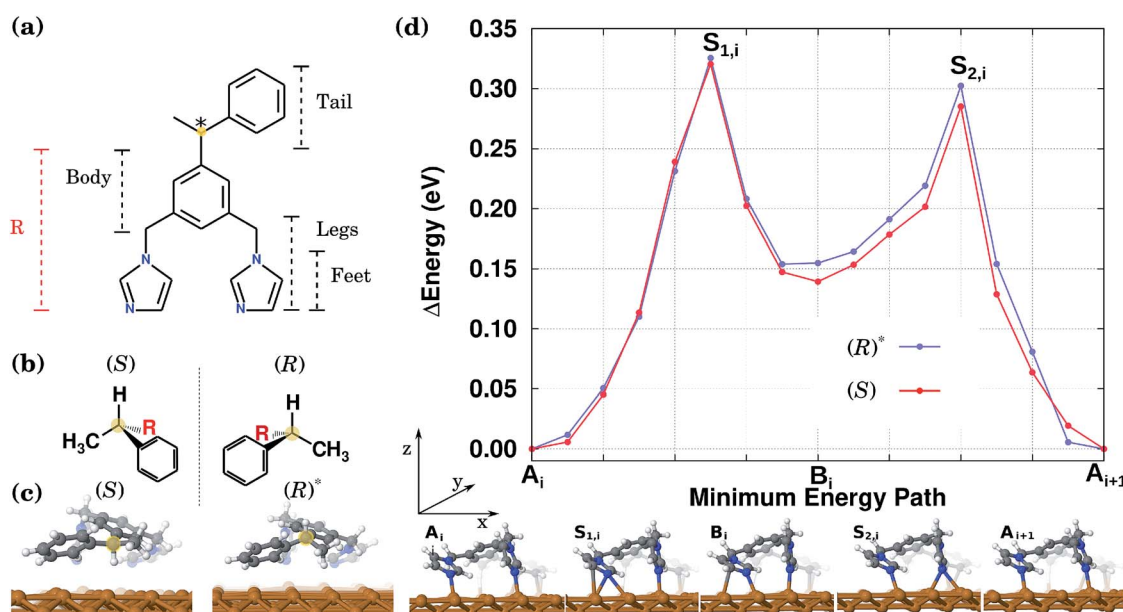 (a)
*
Tail
Body
R
Legs
Feet
N
N
N
N
(b)
(S)
(R)
H
H
R
R
H₃C
CH₃
(c)
(S)
(R)*
(d)
ΔEnergy (eV)
0.35
0.30
0.25
0.20
0.15
0.10
0.05
0.00
S1,i
S2,i
(R)*
(S)
Ai
Bi
Ai+1
Minimum Energy Path
z
y
x
Ai
i
S1,i
Bi
S2,i
Ai+1